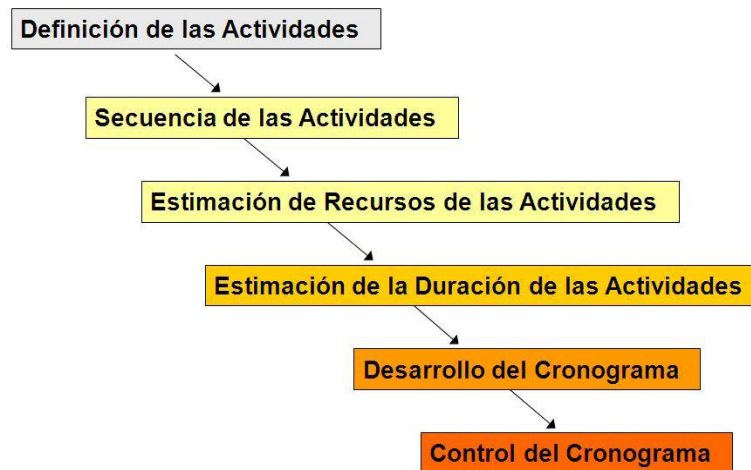 Definición de las Actividades
Secuencia de las Actividades
Estimación de Recursos de las Actividades
Estimación de la Duración de las Actividades
Desarrollo del Cronograma
Control del Cronograma